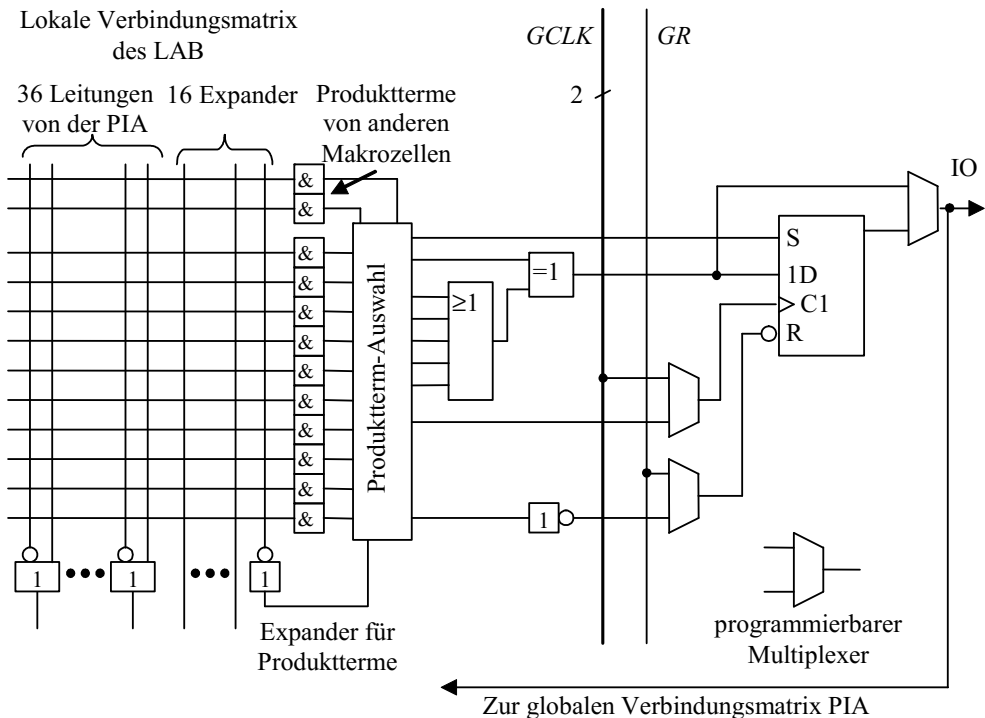 Lokale Verbindungsmatrix
des LAB
36 Leitungen
von der PIA
16 Expander
Produktterme
von anderen
Makrozellen
GCLK
GR
2
IO
&
&
&
&
&
&
&
&
&
&
&
&
Produktterm-Auswahl
≥1
=1
S
1D
C1
R
1
1
1
1
Expander für
Produktterme
programmierbarer
Multiplexer
Zur globalen Verbindungsmatrix PIA